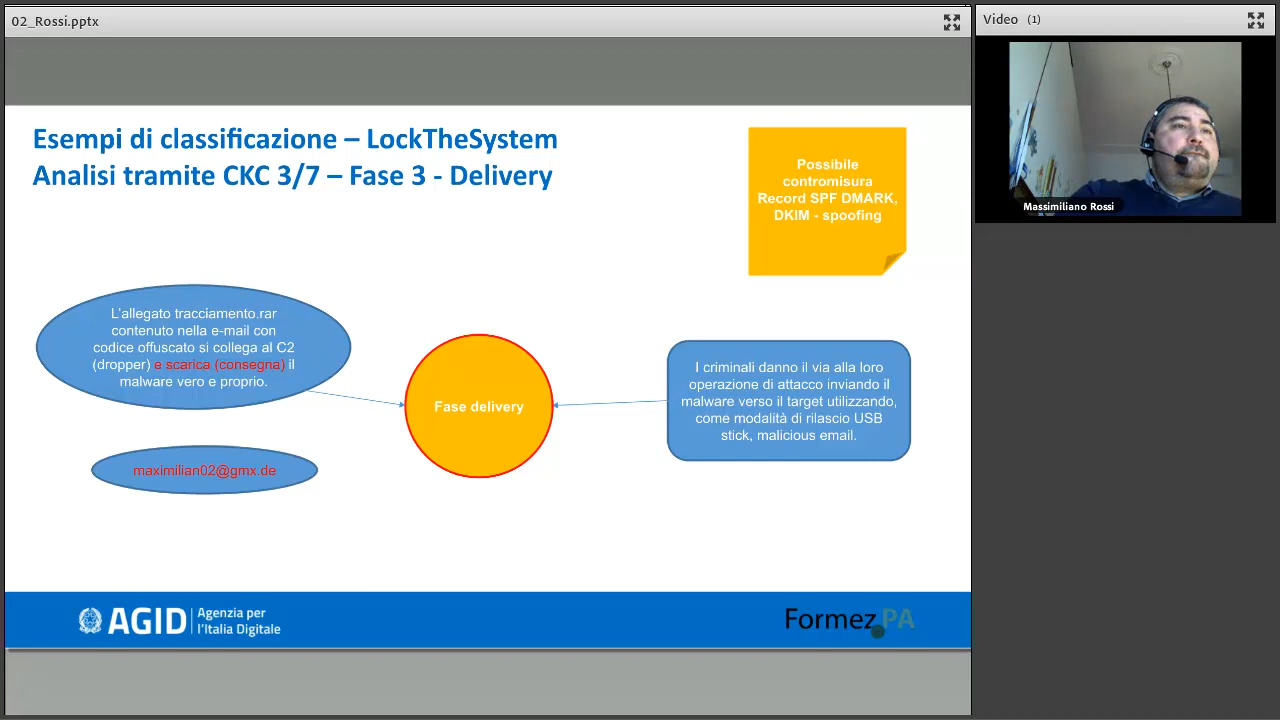 02_Rossi.pptx
Video (1)
Massimiliano Rossi
Esempi di classificazione – LockTheSystem
Analisi tramite CKC 3/7 – Fase 3 - Delivery
Possibile
contromisura
Record SPF DMARK,
DKIM - spoofing
L'allegato tracciamento.rar
contenuto nella e-mail con
codice offuscato si collega al C2
(dropper) e scarica (consegna) il
malware vero e proprio.
maximilian02@gmx.de
Fase delivery
I criminali danno il via alla loro
operazione di attacco inviando il
malware verso il target utilizzando,
come modalità di rilascio USB
stick, malicious email.
AGID
Agenzia per
l'Italia Digitale
Formez PA